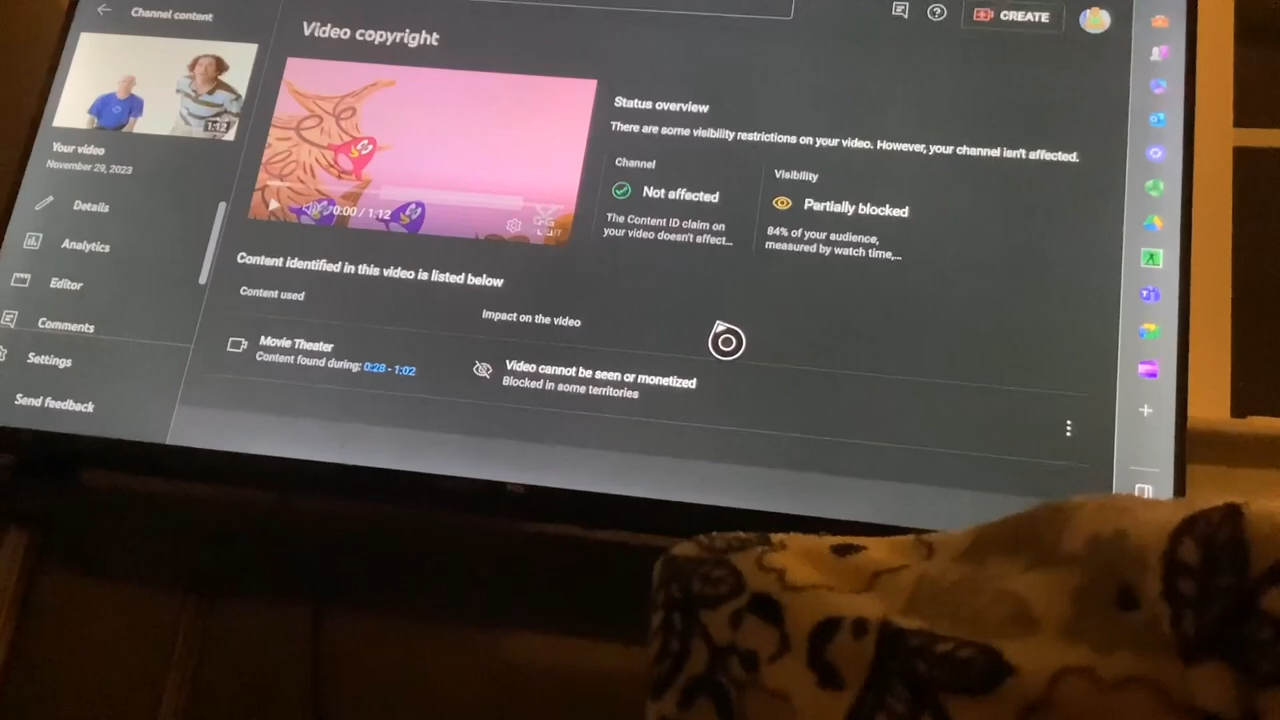 Channel content
CREATE
Video copyright
1:12
Your video
November 29, 2023
Details
Analytics
Editor
Comments
Settings
Send feedback
0:00 / 1:12
Status overview
There are some visibility restrictions on your video. However, your channel isn't affected.
Channel
Not affected
The Content ID claim on
your video doesn't affect...
Visibility
Partially blocked
84% of your audience,
measured by watch time,...
Content identified in this video is listed below
Content used
Impact on the video
Movie Theater
Content found during: 0:28 - 1:02
Video cannot be seen or monetized
Blocked in some territories